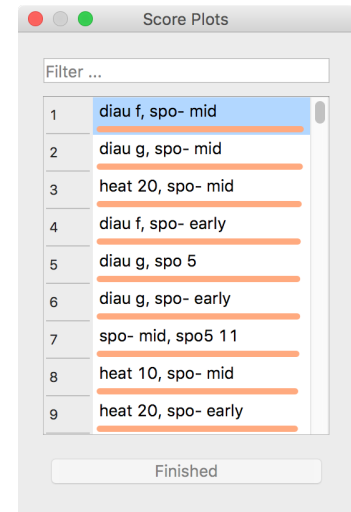 Score Plots
Filter ...
1 diau f, spo- mid
2 diau g, spo- mid
3 heat 20, spo- mid
4 diau f, spo- early
5 diau g, spo 5
6 diau g, spo- early
7 spo- mid, spo5 11
8 heat 10, spo- mid
9 heat 20, spo- early
Finished